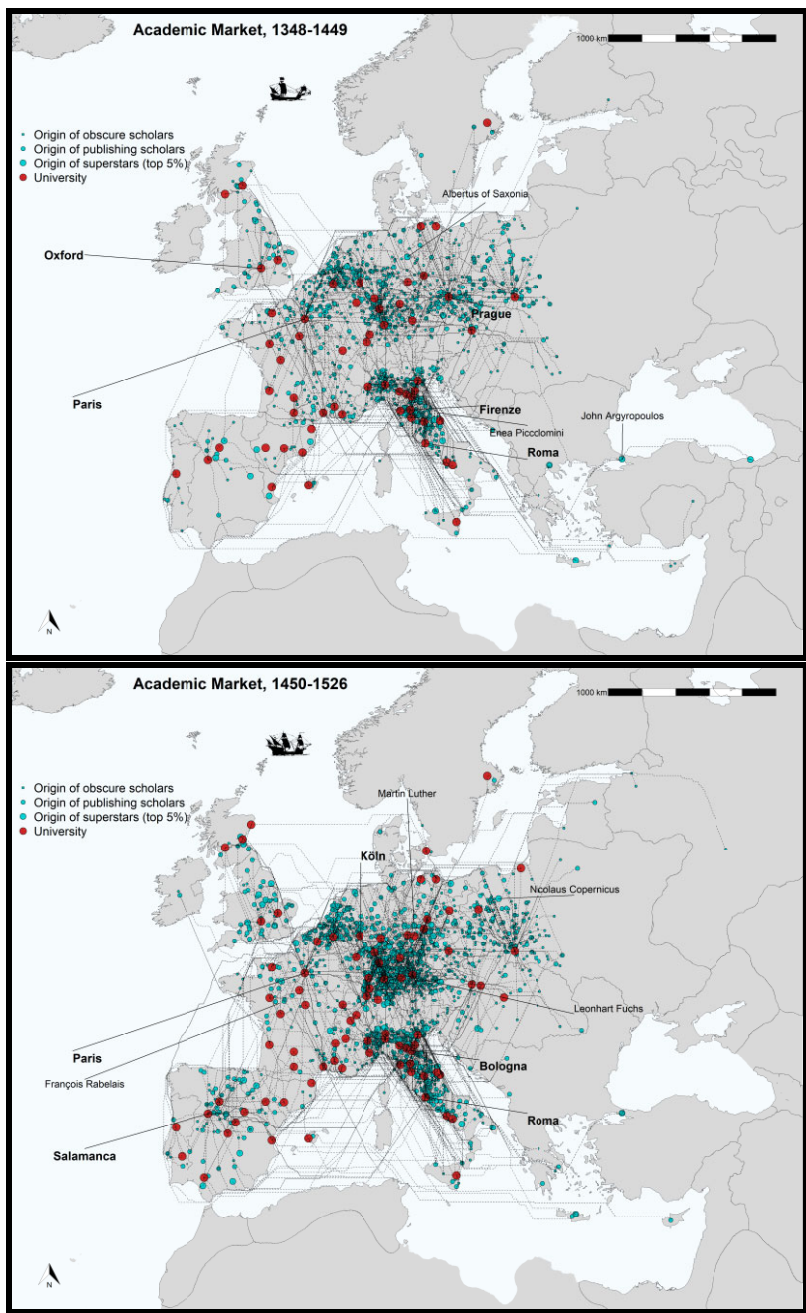 Academic Market, 1348-1449
1000 km
Origin of obscure scholars
Origin of publishing scholars
Origin of superstars (top 5%)
University
Albertus of Saxonia
Oxford
Prague
Paris
Firenze
John Argyropoulos
Enea Piccdomini
Roma
N
Academic Market, 1450-1526
1000 km
Origin of obscure scholars
Origin of publishing scholars
Origin of superstars (top 5%)
University
Martin Luther
Köln
Nicolaus Copernicus
Leonhart Fuchs
Paris
Bologna
François Rabelais
Roma
Salamanca
N